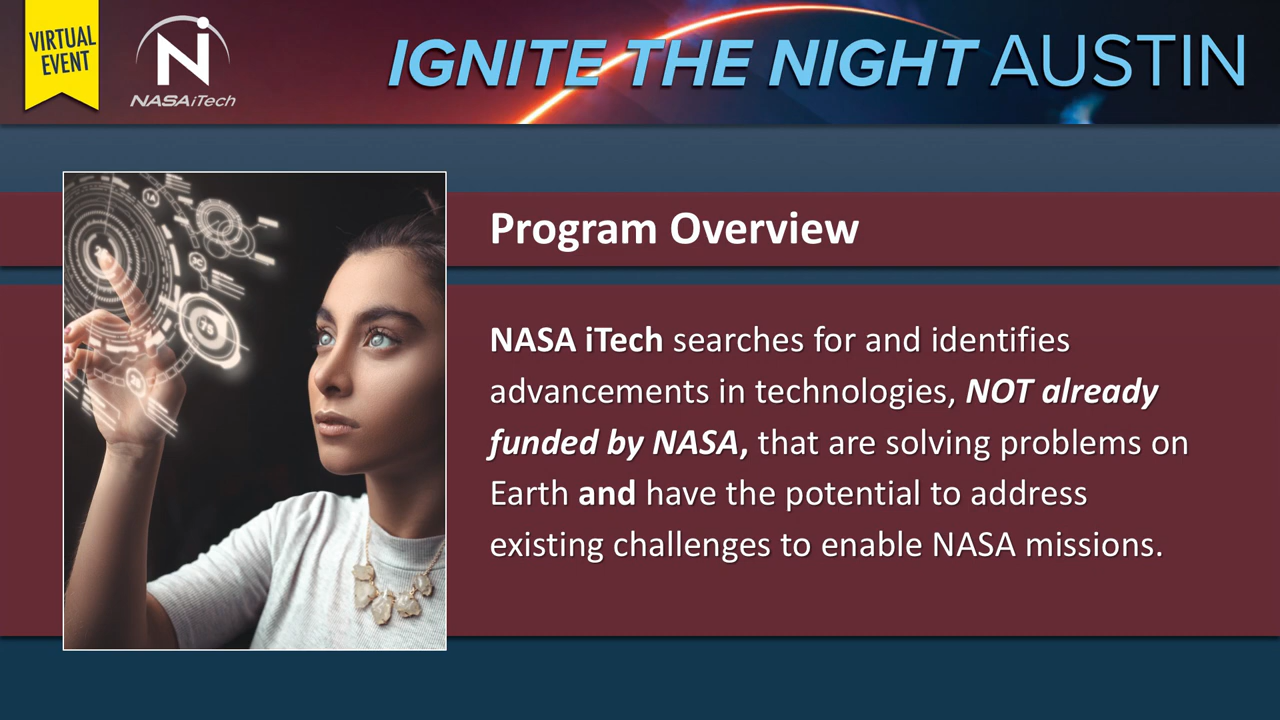 VIRTUAL
EVENT
NASAiTech
IGNITE THE NIGHT AUSTIN
Program Overview
NASA iTech searches for and identifies
advancements in technologies, NOT already
funded by NASA, that are solving problems on
Earth and have the potential to address
existing challenges to enable NASA missions.
75